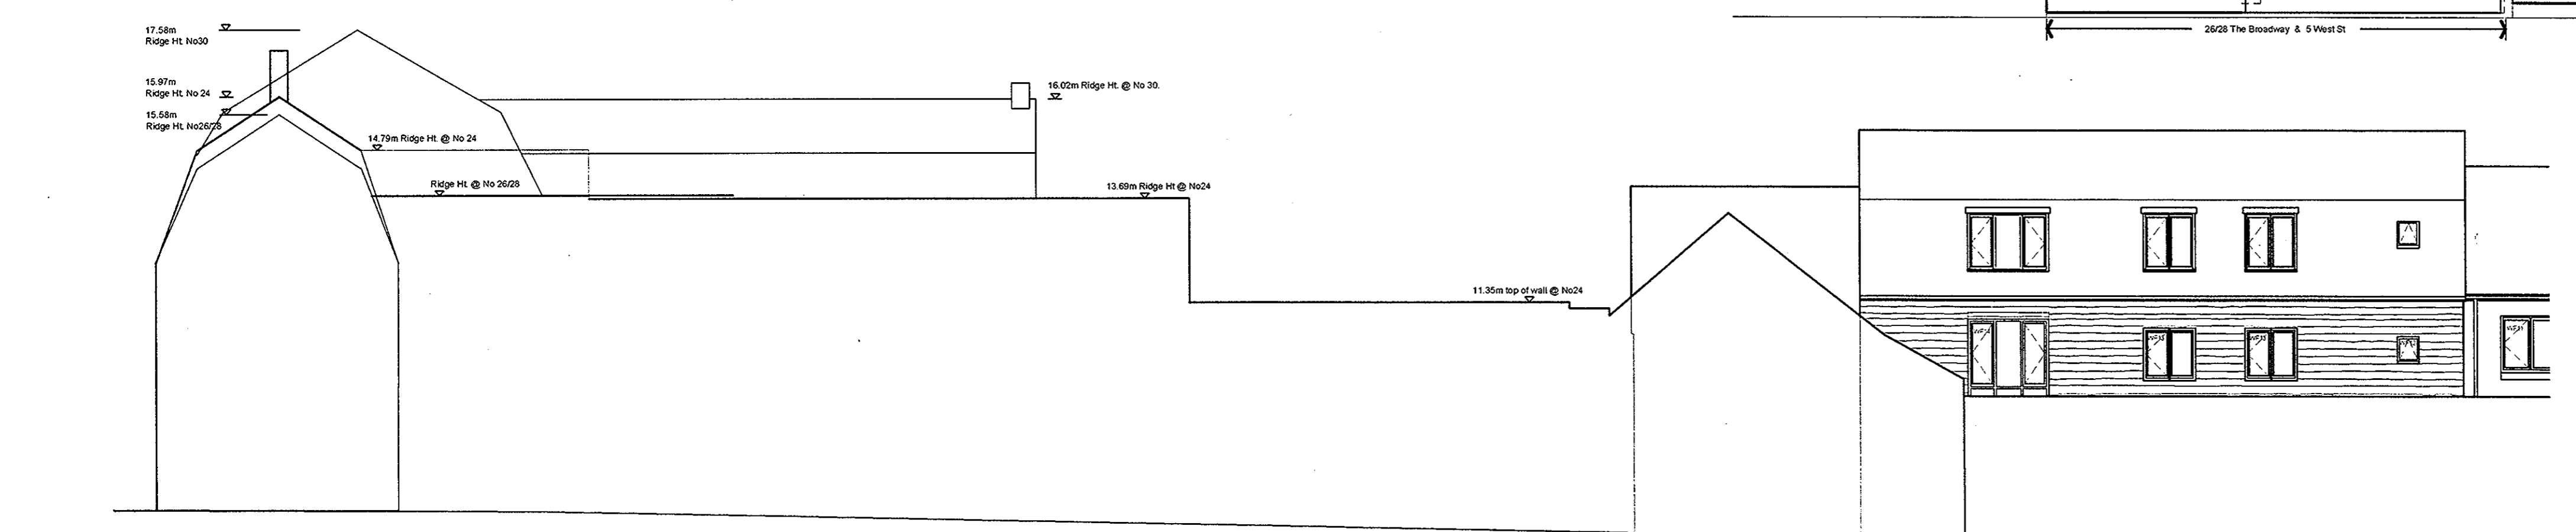 26/28 The Broadway & 5 West St
17.58m
Ridge Ht. No30
15.97m
Ridge Ht. No 24
15.58m
Ridge Ht. No26/28
16.02m Ridge Ht. @ No 30.
14.79m Ridge Ht. @ No 24
Ridge Ht. @ No 26/28
13.69m Ridge Ht @ No24
11.35m top of wall @ No24